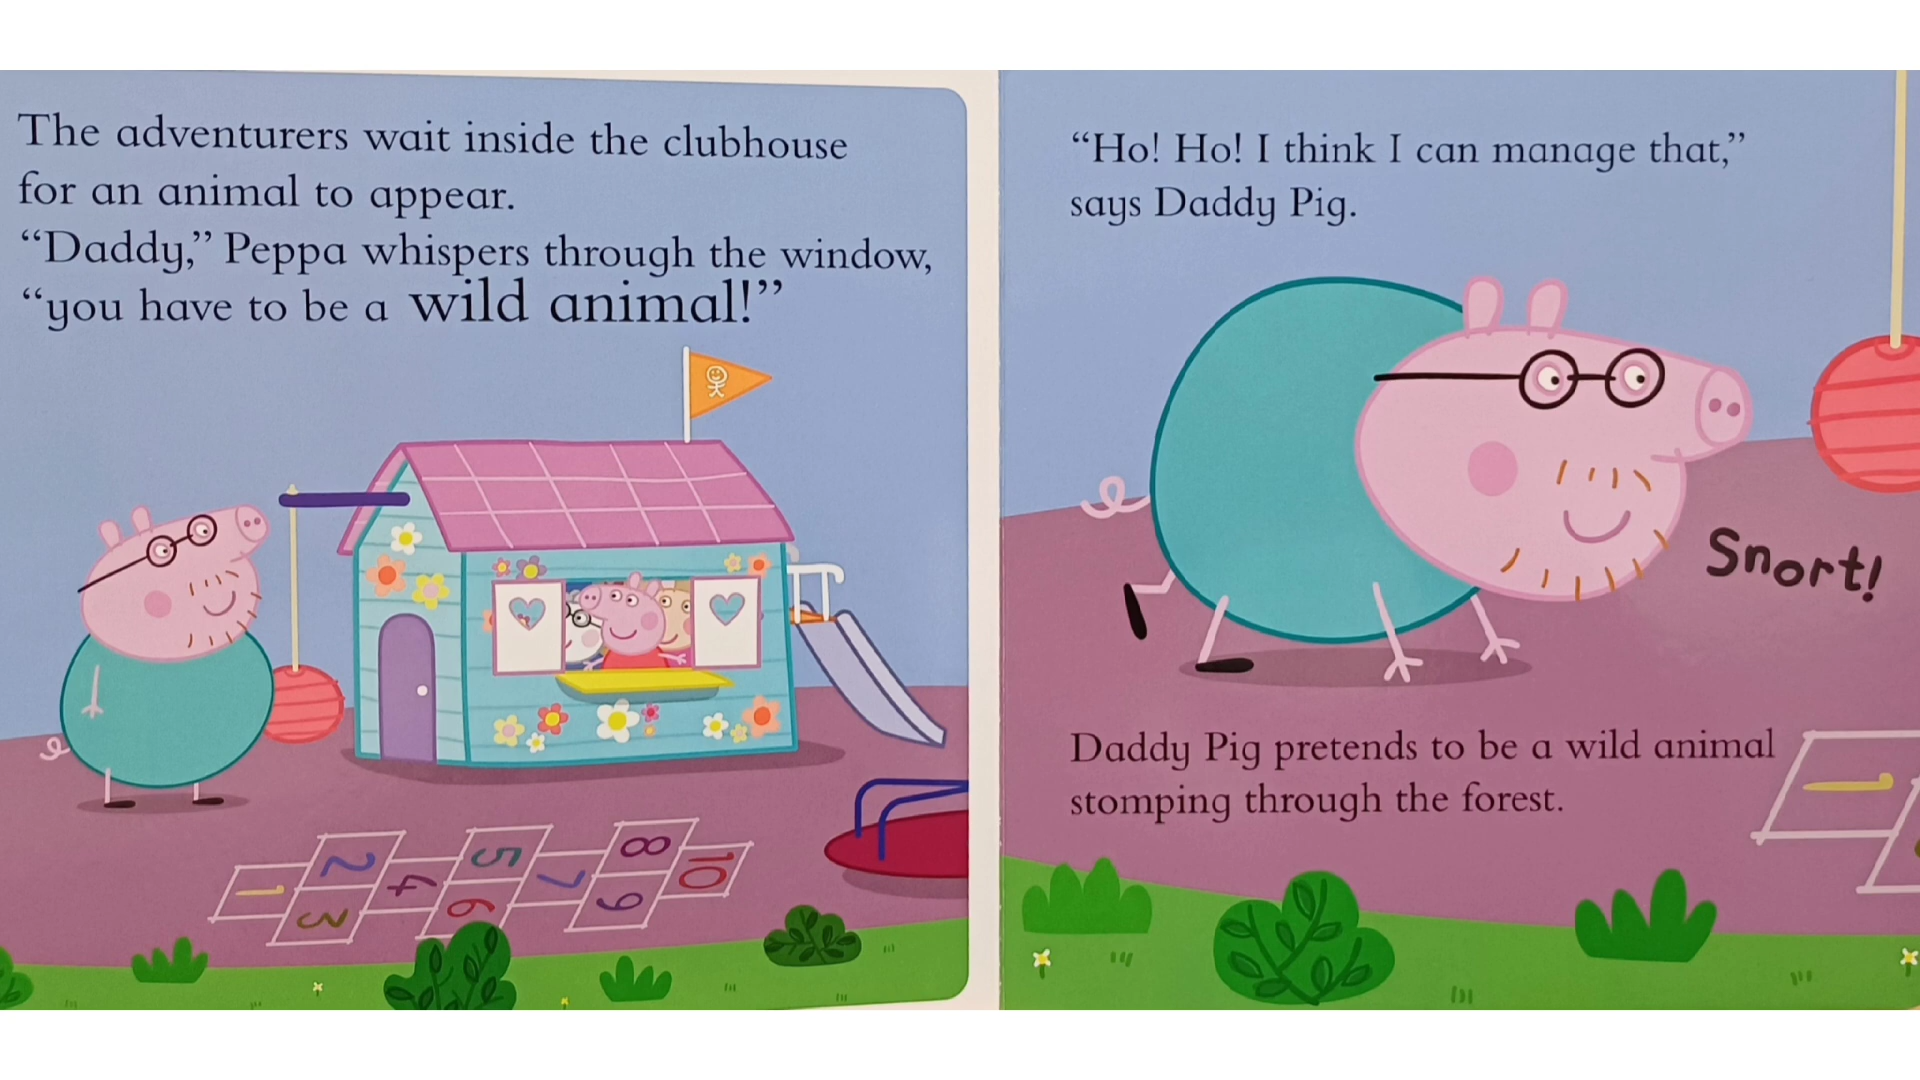 The adventurers wait inside the clubhouse
for an animal to appear.
“Daddy,” Peppa whispers through the window,
“you have to be a wild animal!”
1
2
3
4
5
6
7
8
9
10
“Ho! Ho! I think I can manage that,”
says Daddy Pig.
Snort!
Daddy Pig pretends to be a wild animal
stomping through the forest.
1